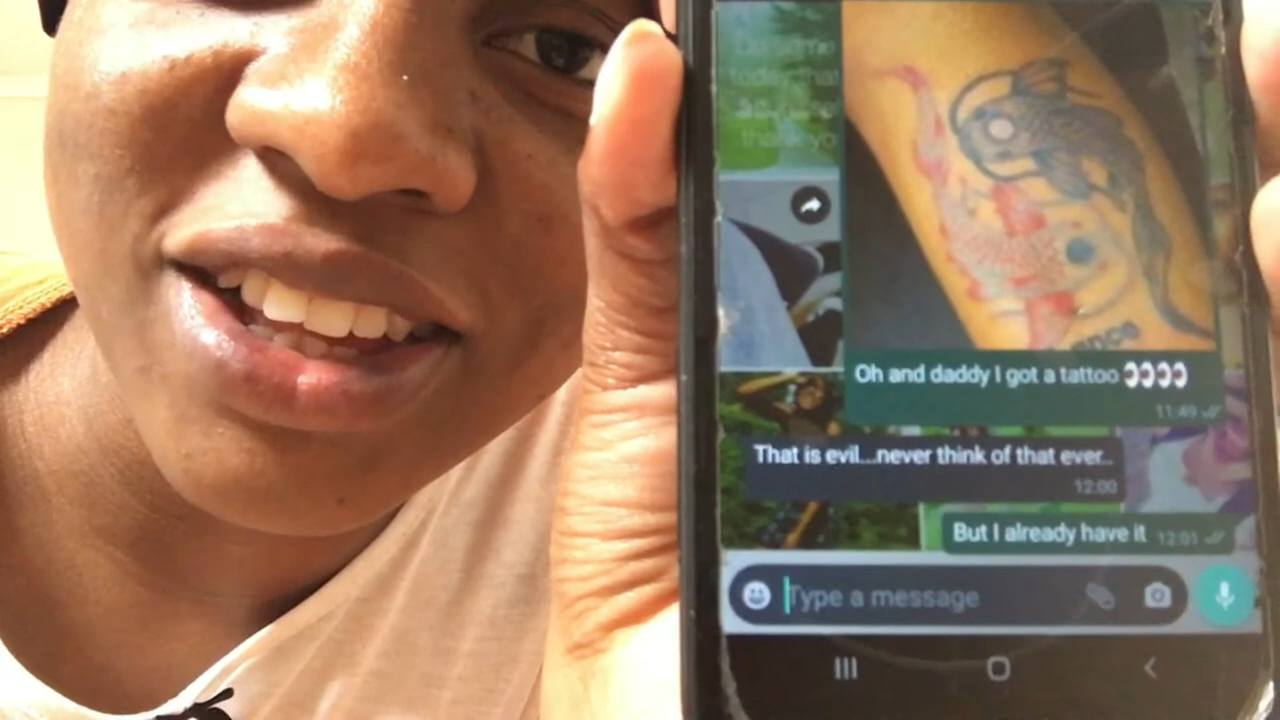 Oh and daddy I got a tattoo 👀👀
11:49
That is evil...never think of that ever..
12:00
But I already have it 12:01
Type a message